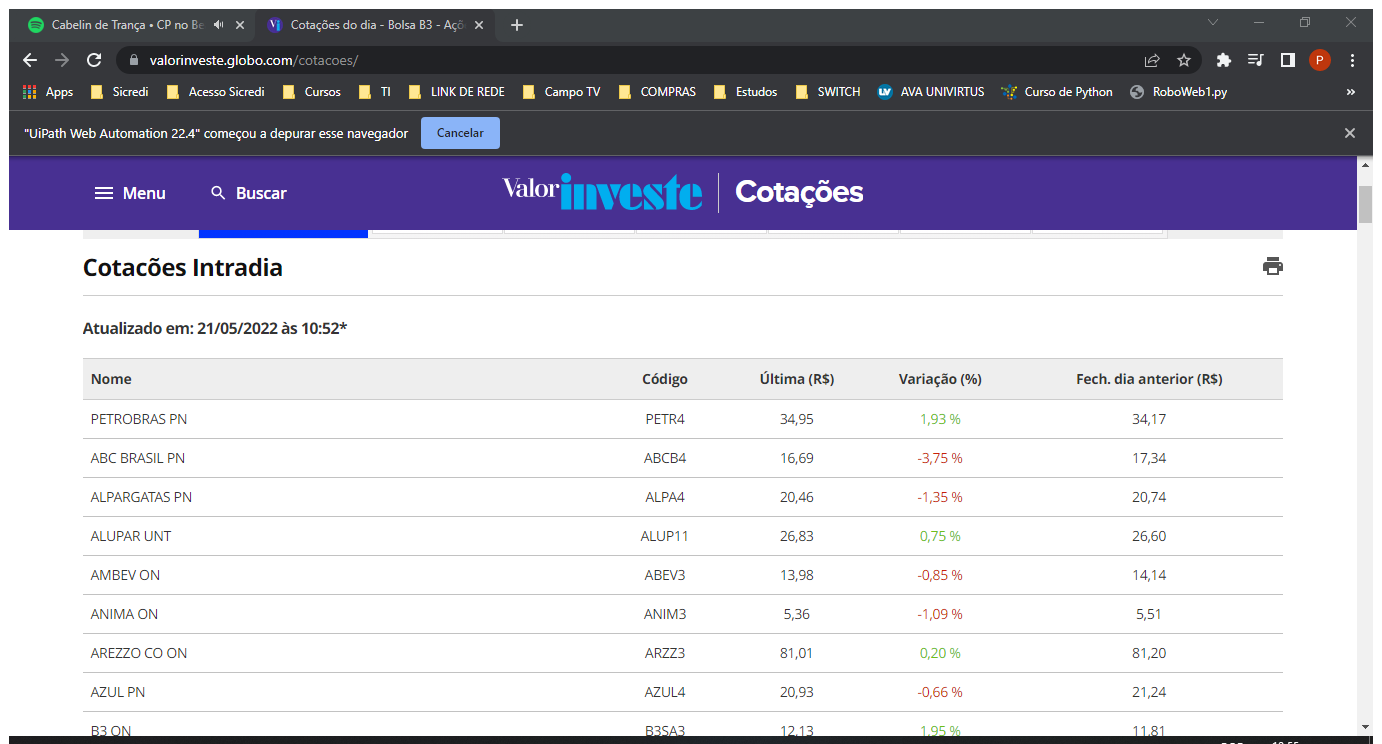 Cabelin de Trança • CP no Be
Cotações do dia - Bolsa B3 - Açõ
valorinveste.globo.com/cotacoes/
P
Apps Sicredi Acesso Sicredi Cursos TI LINK DE REDE Campo TV COMPRAS Estudos SWITCH AVA UNIVIRTUS Curso de Python RoboWeb1.py »
"UiPath Web Automation 22.4" começou a depurar esse navegador Cancelar
Menu Buscar Valor investe Cotações
Cotacões Intradia
Atualizado em: 21/05/2022 às 10:52*
Nome Código Última (R$) Variação (%) Fech. dia anterior (R$)
PETROBRAS PN PETR4 34,95 1,93 % 34,17
ABC BRASIL PN ABCB4 16,69 -3,75 % 17,34
ALPARGATAS PN ALPA4 20,46 -1,35 % 20,74
ALUPAR UNT ALUP11 26,83 0,75 % 26,60
AMBEV ON ABEV3 13,98 -0,85 % 14,14
ANIMA ON ANIM3 5,36 -1,09 % 5,51
AREZZO CO ON ARZZ3 81,01 0,20 % 81,20
AZUL PN AZUL4 20,93 -0,66 % 21,24
B3 ON B3SA3 12,13 1,95 % 11,81